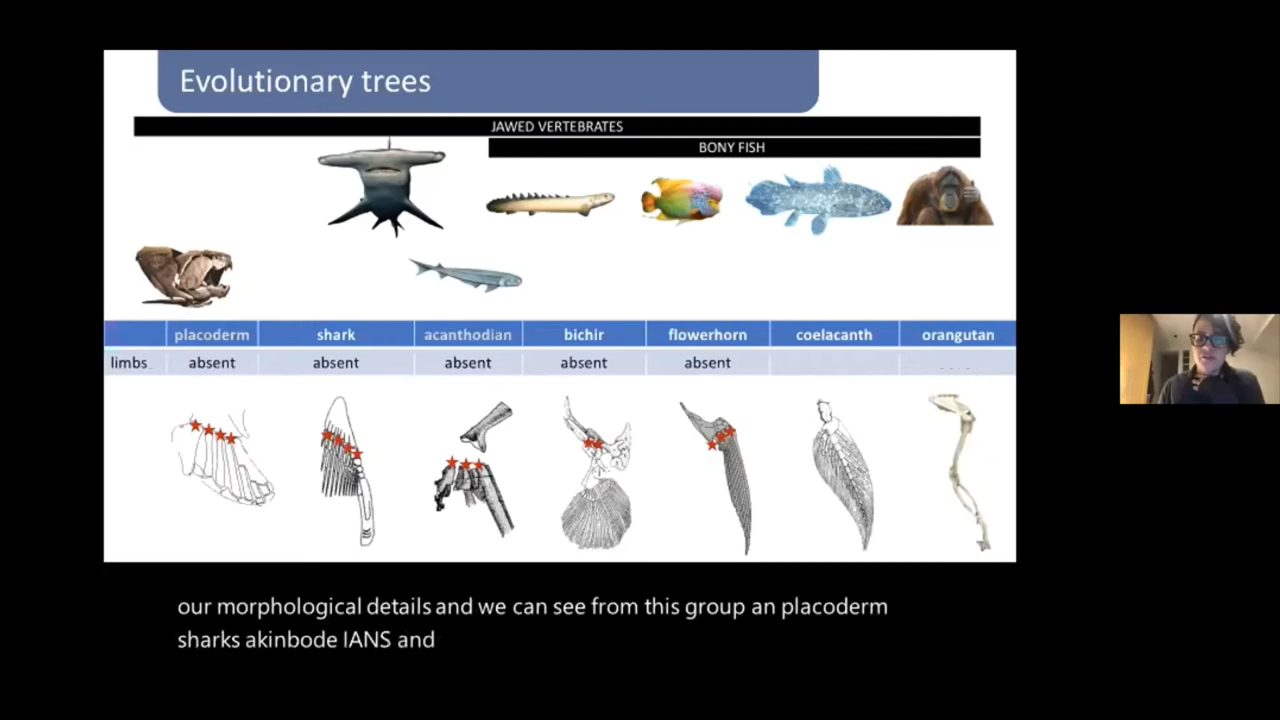 Evolutionary trees
JAWED VERTEBRATES
BONY FISH
placoderm shark acanthodian bichir flowerhorn coelacanth orangutan
limbs absent absent absent absent absent
our morphological details and we can see from this group an placoderm
sharks akinbode IANS and